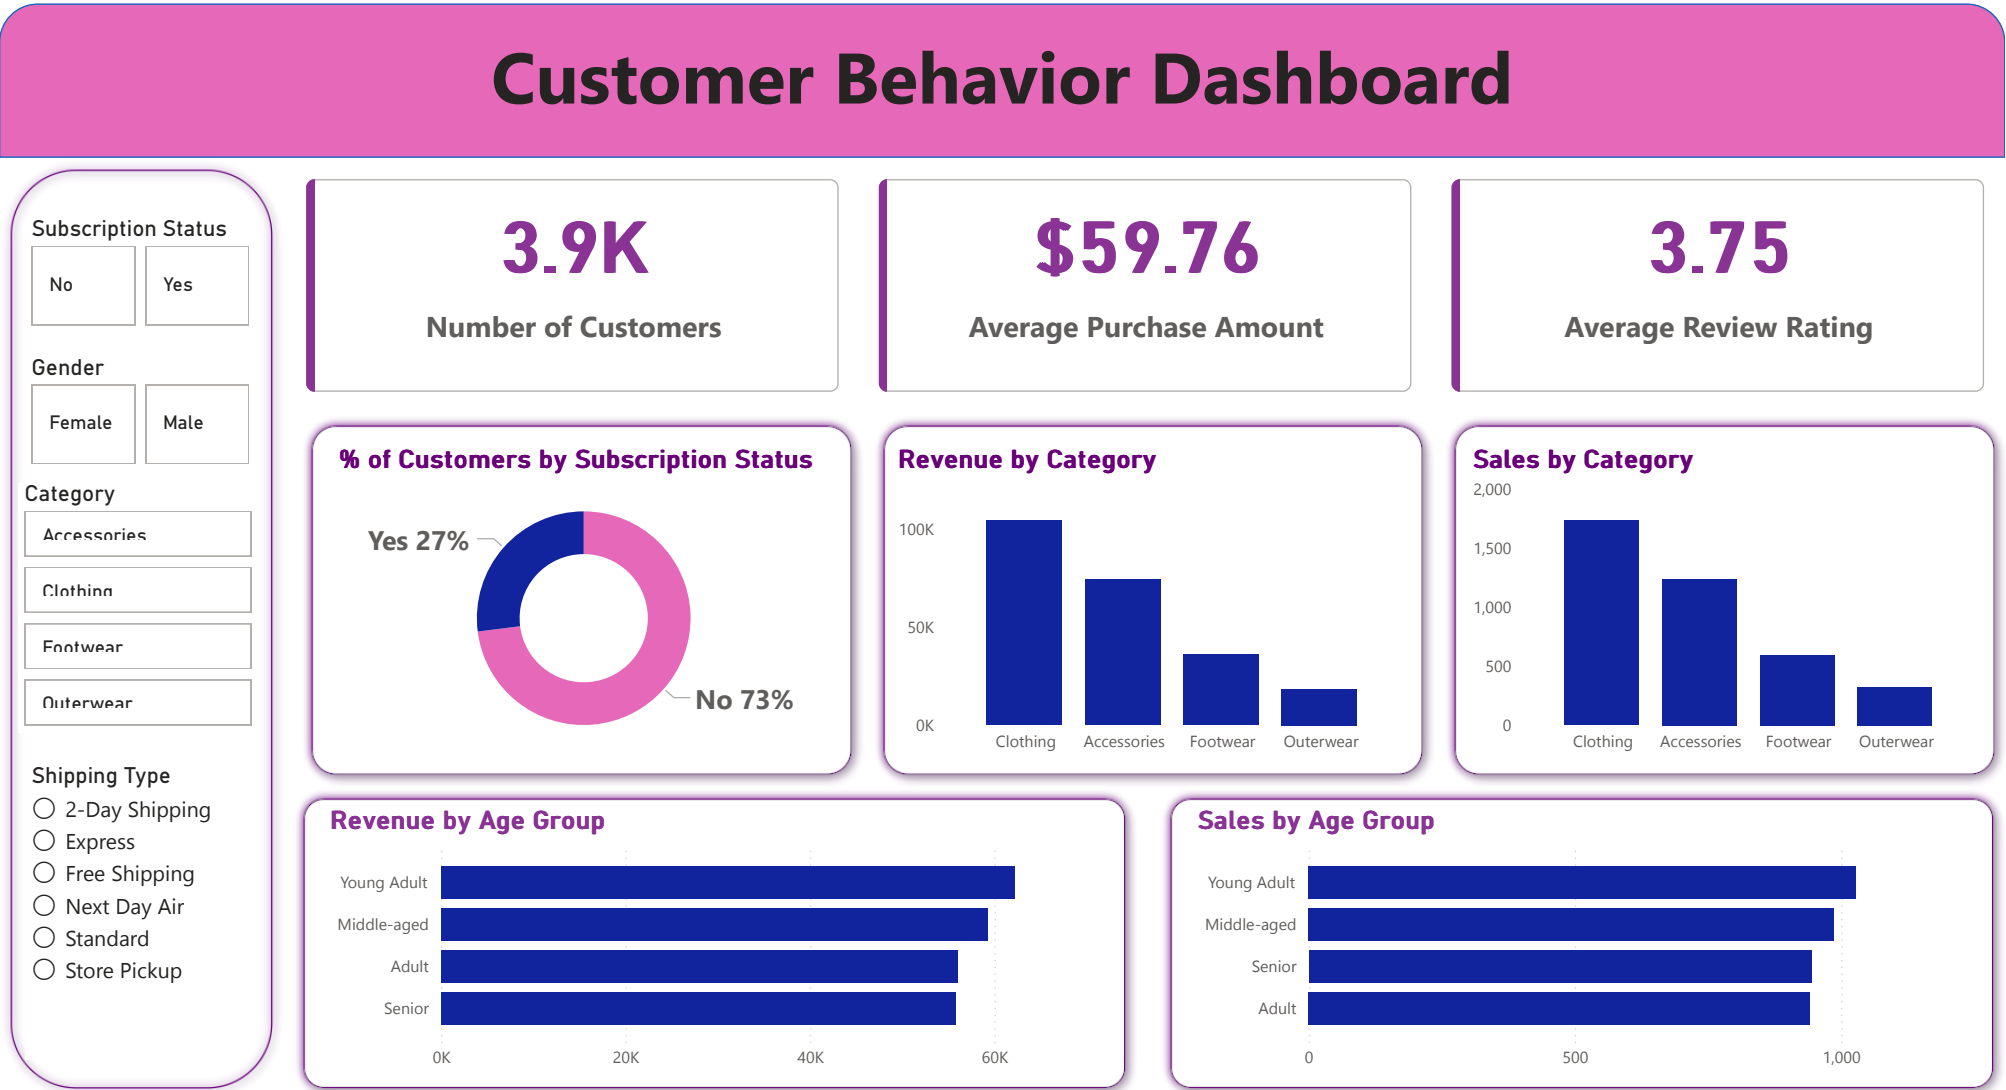 Customer Behavior Dashboard
Subscription Status
No Yes
Gender
Female Male
Category
Accessories
Clothing
Footwear
Outerwear
Shipping Type
2-Day Shipping
Express
Free Shipping
Next Day Air
Standard
Store Pickup
3.9K
Number of Customers
$59.76
Average Purchase Amount
3.75
Average Review Rating
% of Customers by Subscription Status
Yes 27%
No 73%
Revenue by Category
100K
50K
0K
Clothing Accessories Footwear Outerwear
Sales by Category
2,000
1,500
1,000
500
0
Clothing Accessories Footwear Outerwear
Revenue by Age Group
Young Adult
Middle-aged
Adult
Senior
0K 20K 40K 60K
Sales by Age Group
Young Adult
Middle-aged
Senior
Adult
0 500 1,000